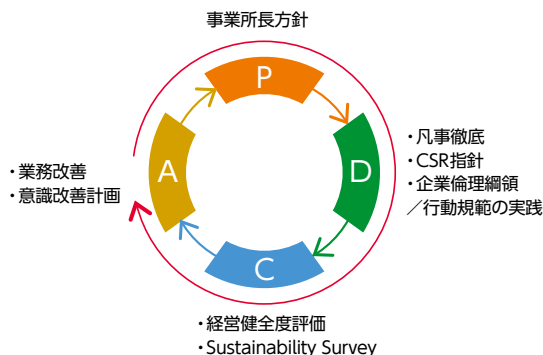 事業所長方針
P
D
・凡事徹底
・CSR指針
・企業倫理綱領
／行動規範の実践
C
・経営健全度評価
・Sustainability Survey
A
・業務改善
・意識改善計画